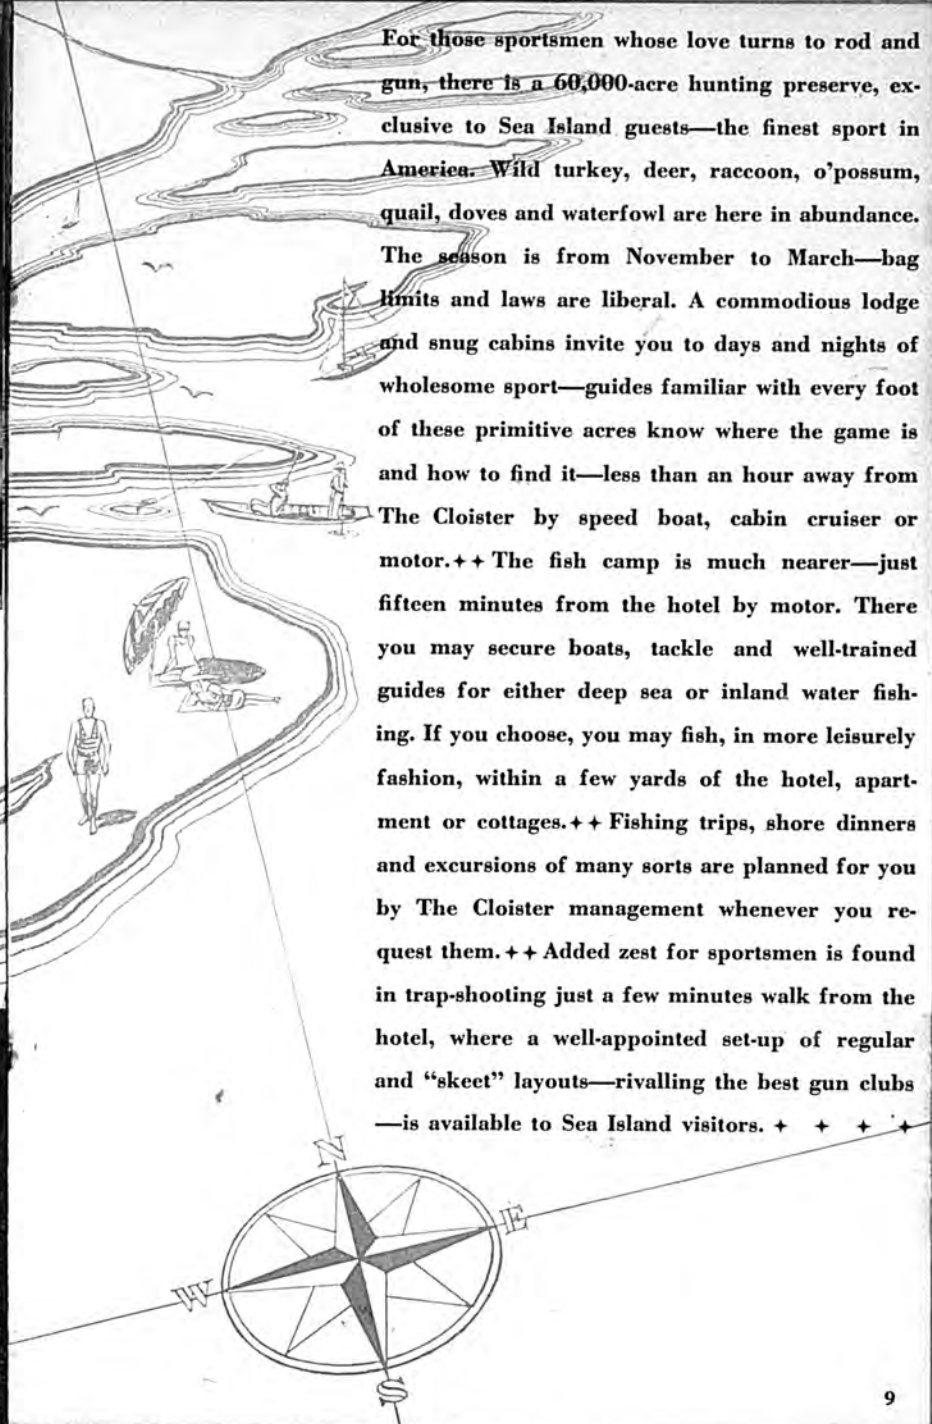 For those sportsmen whose love turns to rod and
gun, there is a 60,000-acre hunting preserve, ex-
clusive to Sea Island guests—the finest sport in
America. Wild turkey, deer, raccoon, o'possum,
quail, doves and waterfowl are here in abundance.
The season is from November to March—bag
limits and laws are liberal. A commodious lodge
and snug cabins invite you to days and nights of
wholesome sport—guides familiar with every foot
of these primitive acres know where the game is
and how to find it—less than an hour away from
The Cloister by speed boat, cabin cruiser or
motor.✦✦The fish camp is much nearer—just
fifteen minutes from the hotel by motor. There
you may secure boats, tackle and well-trained
guides for either deep sea or inland water fish-
ing. If you choose, you may fish, in more leisurely
fashion, within a few yards of the hotel, apart-
ment or cottages.✦✦Fishing trips, shore dinners
and excursions of many sorts are planned for you
by The Cloister management whenever you re-
quest them.✦✦Added zest for sportsmen is found
in trap-shooting just a few minutes walk from the
hotel, where a well-appointed set-up of regular
and “skeet” layouts—rivalling the best gun clubs
—is available to Sea Island visitors. ✦ ✦ ✦ ✦
N
E
W
S
9